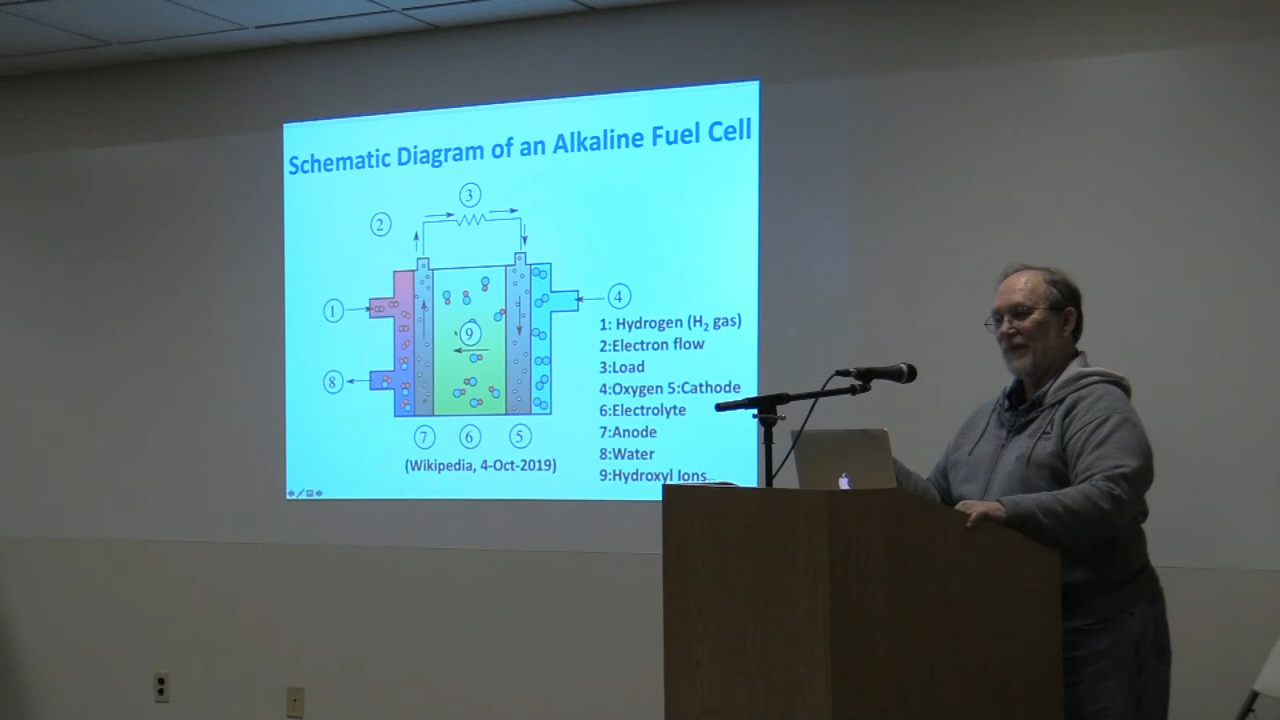 Schematic Diagram of an Alkaline Fuel Cell
3
2
1
4
9
8
7
6
5
(Wikipedia, 4-Oct-2019)
1: Hydrogen (H₂ gas)
2:Electron flow
3:Load
4:Oxygen 5:Cathode
6:Electrolyte
7:Anode
8:Water
9:Hydroxyl Ions